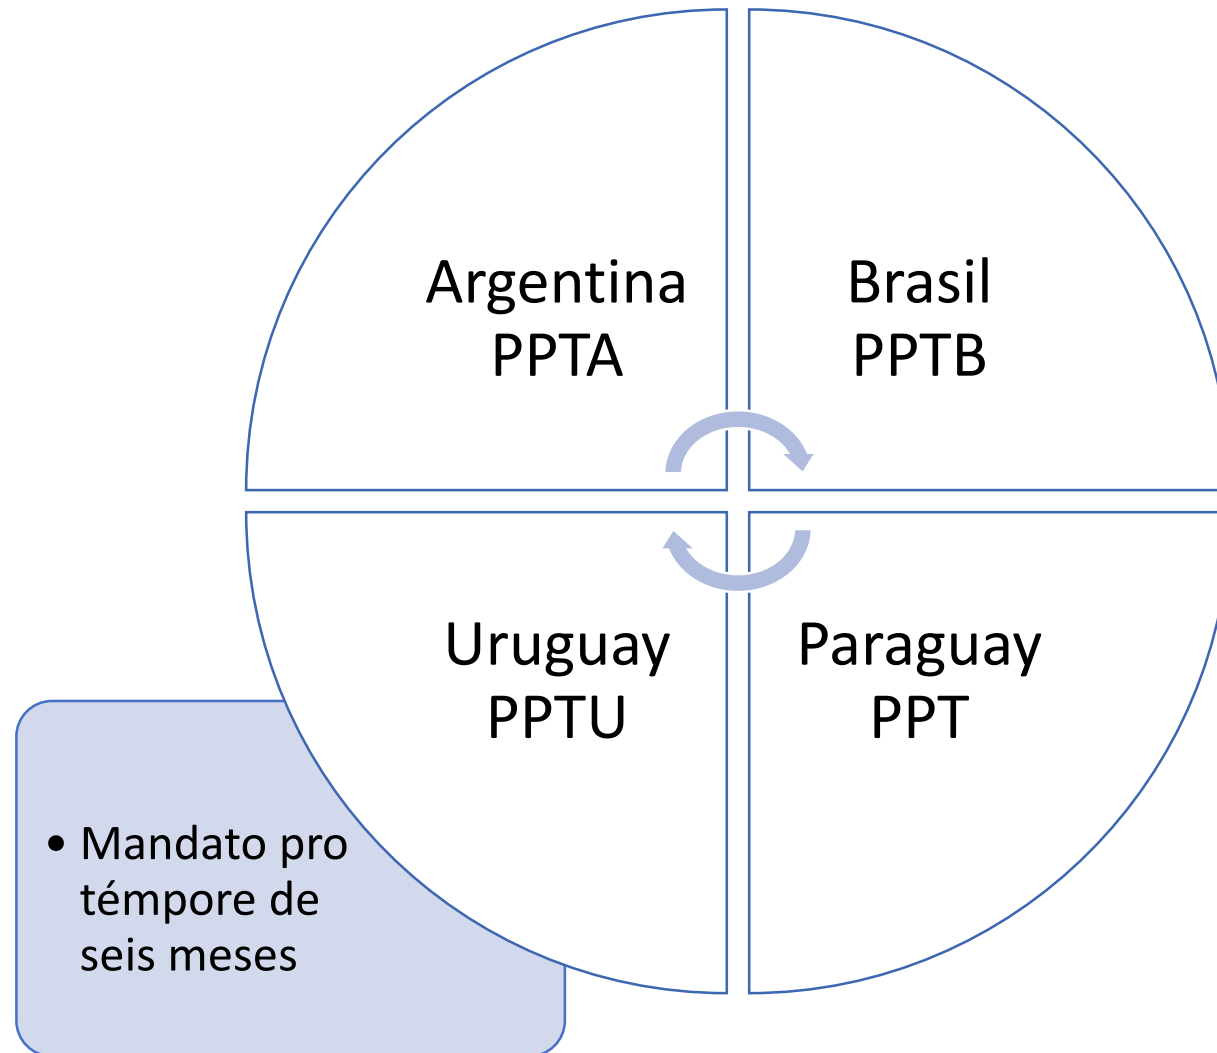 Argentina
PPTA
Brasil
PPTB
Uruguay
PPTU
Paraguay
PPT
• Mandato pro
témpore de
seis meses